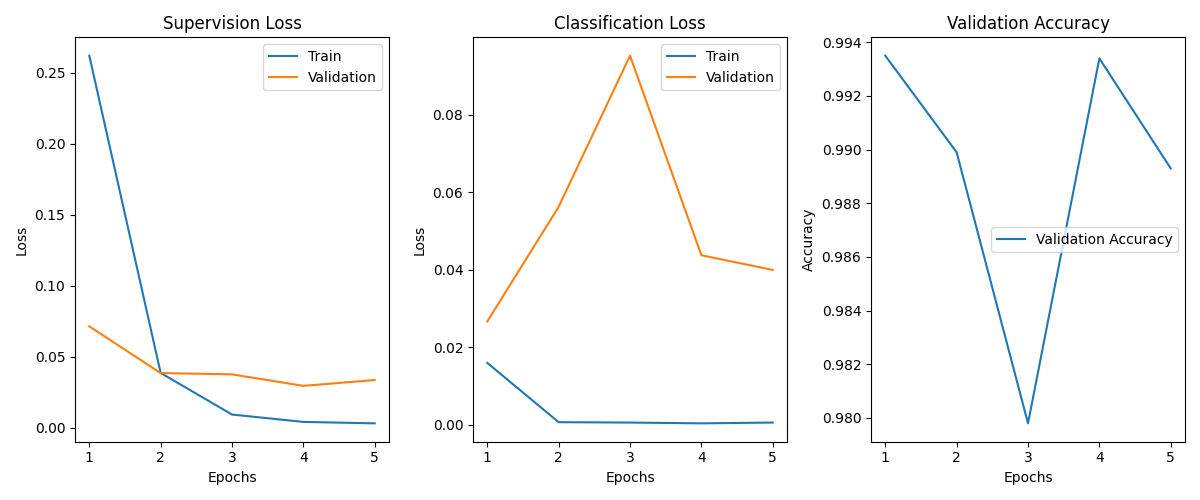 Supervision Loss
Train
Validation
0.25
0.20
0.15
0.10
0.05
0.00
Loss
1 2 3 4 5
Epochs
Classification Loss
Train
Validation
0.08
0.06
0.04
0.02
0.00
Loss
1 2 3 4 5
Epochs
Validation Accuracy
0.994
0.992
0.990
0.988
0.986
0.984
0.982
0.980
Accuracy
Validation Accuracy
1 2 3 4 5
Epochs